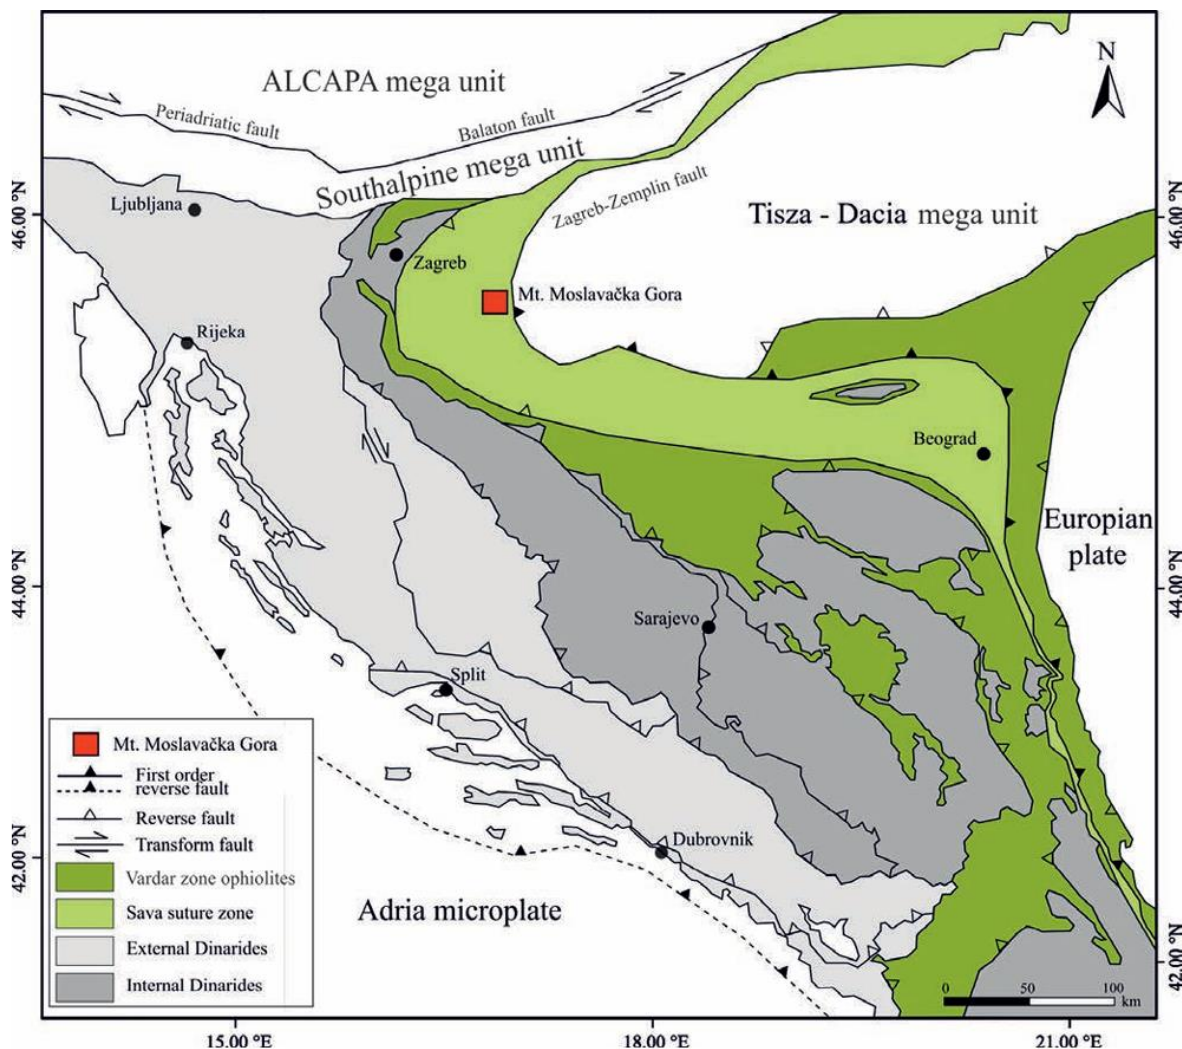 ALCAPA mega unit
N
Periadriatic fault
Balaton fault
Southalpine mega unit
Zagreb-Zemplin fault
46.00 °N
46.00 °N
Ljubljana
Tisza - Dacia mega unit
Zagreb
Mt. Moslavačka Gora
Rijeka
Beograd
Europian
plate
44.00 °N
44.00 °N
Sarajevo
Split
Mt. Moslavačka Gora
First order
reverse fault
Reverse fault
Transform fault
Vardar zone ophiolites
Sava suture zone
External Dinarides
Internal Dinarides
Dubrovnik
42.00 °N
42.00 °N
Adria microplate
0 50 100
km
15.00 °E
18.00 °E
21.00 °E